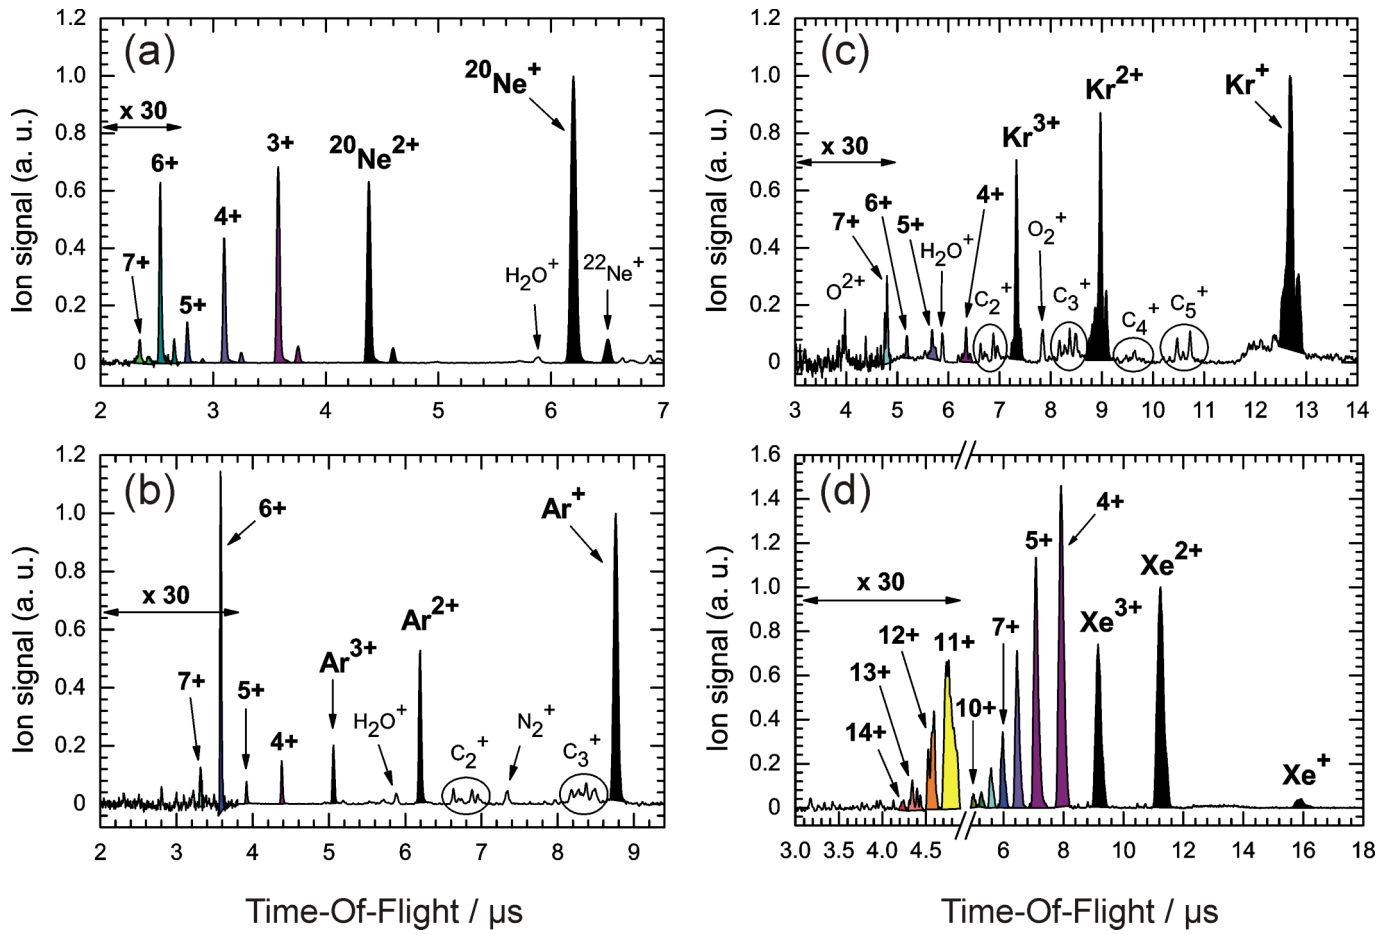 (a)
1.2
1.0
0.8
0.6
0.4
0.2
0
Ion signal (a. u.)
x 30
7+
6+
5+
4+
3+
20Ne2+
20Ne+
H2O+
22Ne+
2 3 4 5 6 7
(b)
1.2
1.0
0.8
0.6
0.4
0.2
0
Ion signal (a. u.)
x 30
7+
6+
5+
4+
Ar3+
H2O+
Ar2+
C2+
N2+
C3+
Ar+
2 3 4 5 6 7 8 9
Time-Of-Flight / µs
(c)
1.2
1.0
0.8
0.6
0.4
0.2
0
Ion signal (a. u.)
x 30
O2+
7+
6+
5+
H2O+
4+
C2+
Kr3+
O2+
C3+
Kr2+
C4+
C5+
Kr+
3 4 5 6 7 8 9 10 11 12 13 14
(d)
1.6
1.4
1.2
1.0
0.8
0.6
0.4
0.2
0
Ion signal (a. u.)
x 30
14+
13+
12+
11+
10+
7+
5+
4+
Xe3+
Xe2+
Xe+
3.0 3.5 4.0 4.5 6 8 10 12 14 16 18
Time-Of-Flight / µs